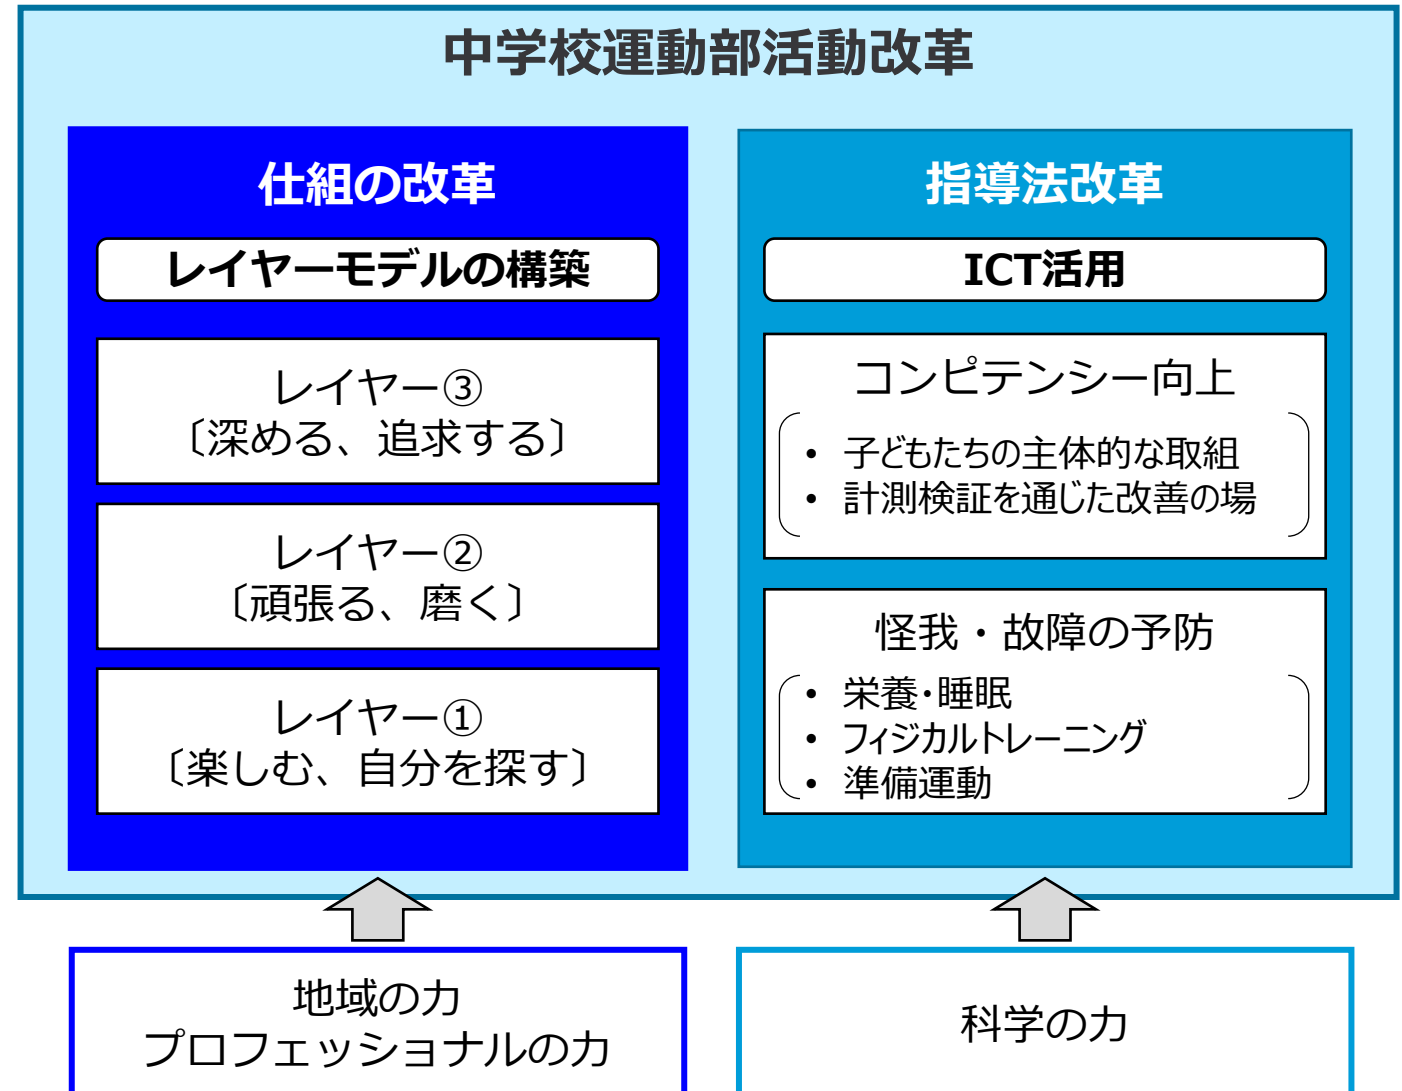 中学校運動部活動改革
仕組の改革
レイヤーモデルの構築
レイヤー③
〔深める、追求する〕
レイヤー②
〔頑張る、磨く〕
レイヤー①
〔楽しむ、自分を探す〕
指導法改革
ICT活用
コンピテンシー向上
• 子どもたちの主体的な取組
• 計測検証を通じた改善の場
怪我・故障の予防
• 栄養・睡眠
• フィジカルトレーニング
• 準備運動
地域の力
プロフェッショナルの力
科学の力